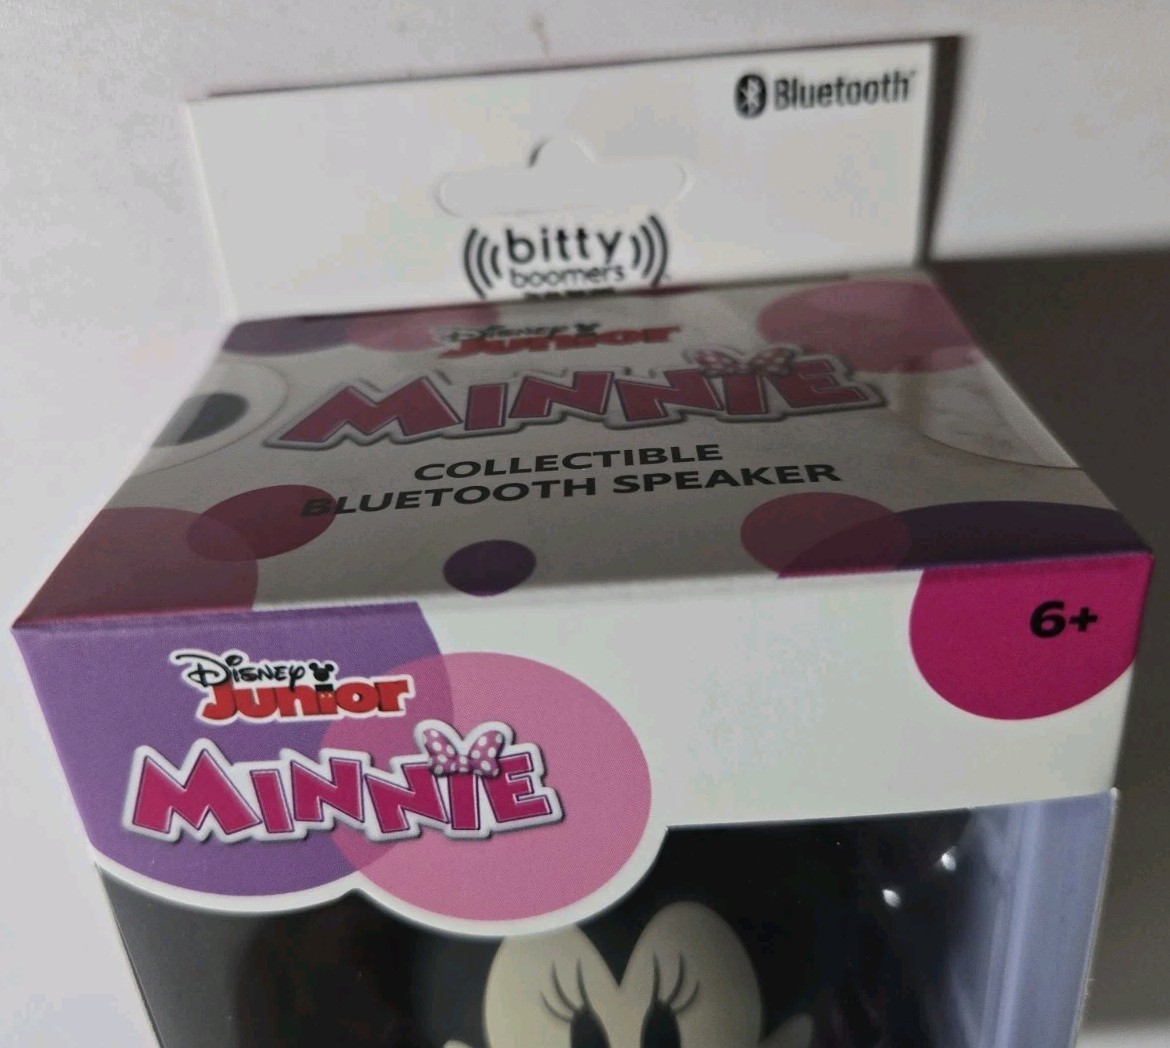 Bluetooth
bitty
boomers
Disney
Junior
MINNIE
COLLECTIBLE
BLUETOOTH SPEAKER
6+
Disney
Junior
MINNIE